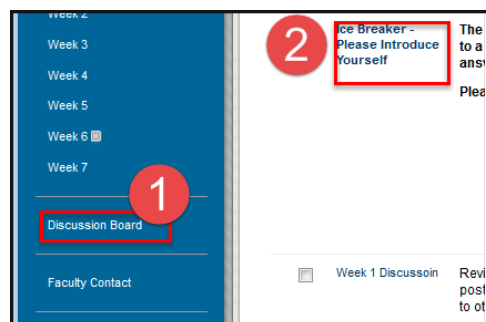 Week 2
Week 3
Week 4
Week 5
Week 6
Week 7
1
Discussion Board
Faculty Contact
2
Ice Breaker -
Please Introduce
Yourself
The
to a
answ
Plea
Week 1 Discussoin
Revi
post
to ot